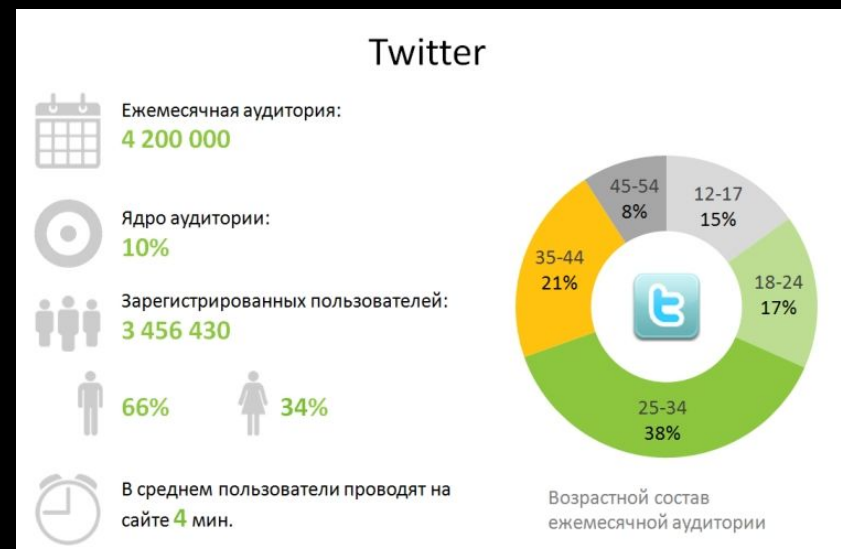 Twitter
Ежемесячная аудитория:
4 200 000
Ядро аудитории:
10%
Зарегистрированных пользователей:
3 456 430
66%
34%
В среднем пользователи проводят на
сайте 4 мин.
45-54
8%
12-17
15%
35-44
21%
18-24
17%
25-34
38%
Возрастной состав
ежемесячной аудитории